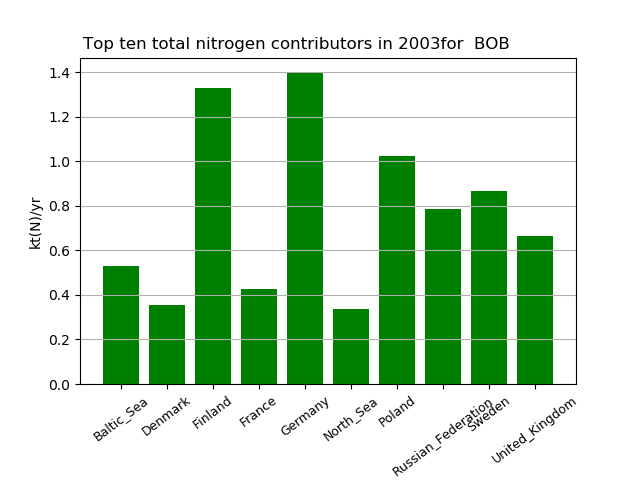 Top ten total nitrogen contributors in 2003for  BOB
kt(N)/yr
1.4
1.2
1.0
0.8
0.6
0.4
0.2
0.0
Baltic_Sea
Denmark
Finland
France
Germany
North_Sea
Poland
Russian_Federation
Sweden
United_Kingdom